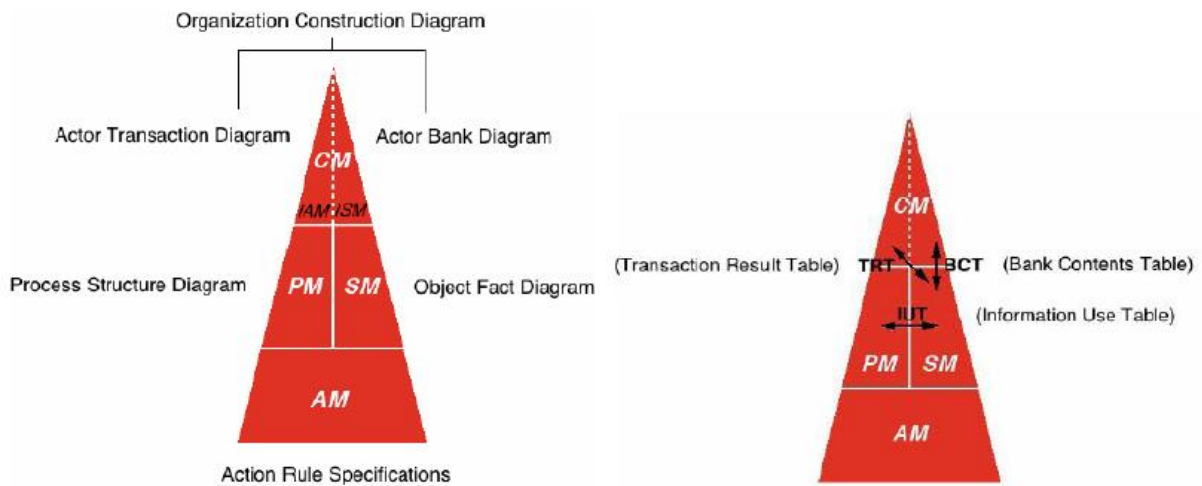 Organization Construction Diagram
Actor Transaction Diagram
Actor Bank Diagram
CM
IAM ISM
Process Structure Diagram
PM
SM
Object Fact Diagram
AM
Action Rule Specifications
CM
(Transaction Result Table)
TRT
BCT
(Bank Contents Table)
IUT
(Information Use Table)
PM
SM
AM